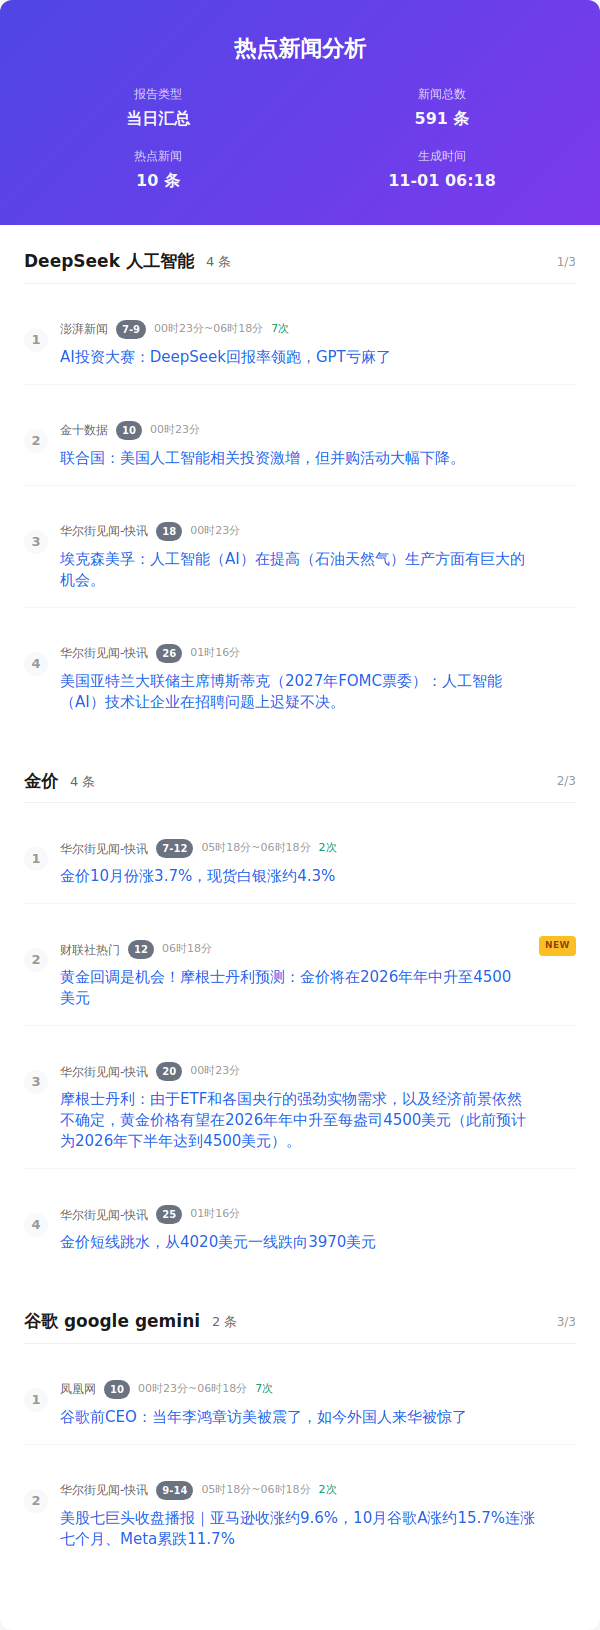 热点新闻分析
报告类型
新闻总数
当日汇总
591 条
热点新闻
生成时间
10 条
11-01 06:18
DeepSeek 人工智能 4 条 1/3
1 澎湃新闻 7-9 00时23分~06时18分 7次
AI投资大赛：DeepSeek回报率领跑，GPT亏麻了
2 金十数据 10 00时23分
联合国：美国人工智能相关投资激增，但并购活动大幅下降。
3 华尔街见闻-快讯 18 00时23分
埃克森美孚：人工智能（AI）在提高（石油天然气）生产方面有巨大的
机会。
4 华尔街见闻-快讯 26 01时16分
美国亚特兰大联储主席博斯蒂克（2027年FOMC票委）：人工智能
（AI）技术让企业在招聘问题上迟疑不决。
金价 4 条 2/3
1 华尔街见闻-快讯 7-12 05时18分~06时18分 2次
金价10月份涨3.7%，现货白银涨约4.3%
2 财联社热门 12 06时18分 NEW
黄金回调是机会！摩根士丹利预测：金价将在2026年年中升至4500
美元
3 华尔街见闻-快讯 20 00时23分
摩根士丹利：由于ETF和各国央行的强劲实物需求，以及经济前景依然
不确定，黄金价格有望在2026年年中升至每盎司4500美元（此前预计
为2026年下半年达到4500美元）。
4 华尔街见闻-快讯 25 01时16分
金价短线跳水，从4020美元一线跌向3970美元
谷歌 google gemini 2 条 3/3
1 凤凰网 10 00时23分~06时18分 7次
谷歌前CEO：当年李鸿章访美被震了，如今外国人来华被惊了
2 华尔街见闻-快讯 9-14 05时18分~06时18分 2次
美股七巨头收盘播报｜亚马逊收涨约9.6%，10月谷歌A涨约15.7%连涨
七个月、Meta累跌11.7%